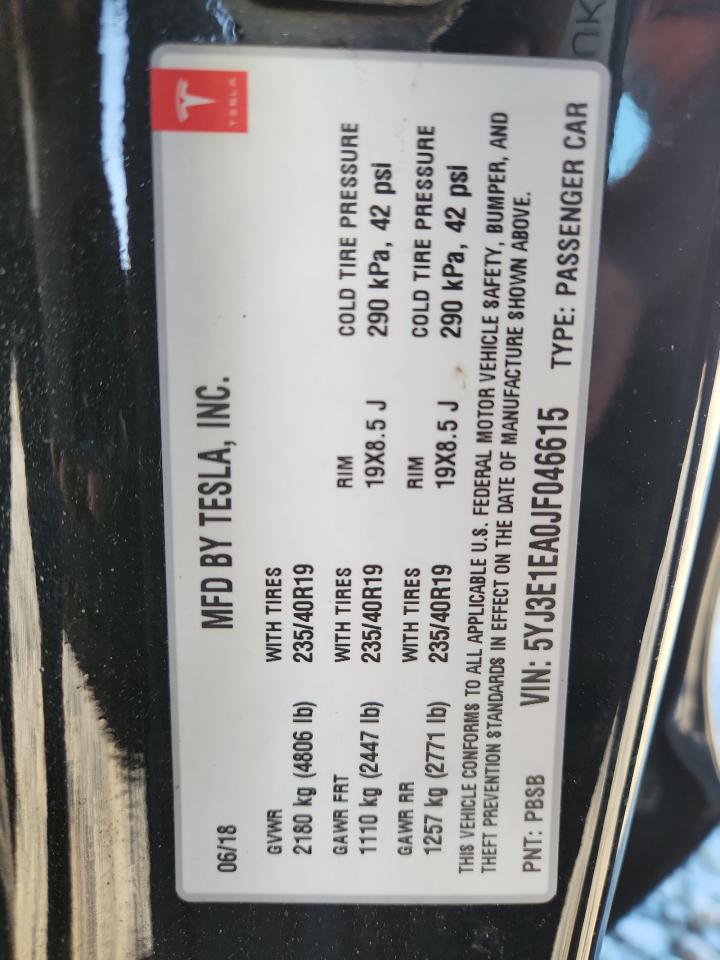 TESLA
MFD BY TESLA, INC.
06/18
GVWR WITH TIRES
2180 kg (4806 lb) 235/40R19
GAWR FRT WITH TIRES RIM COLD TIRE PRESSURE
1110 kg (2447 lb) 235/40R19 19X8.5 J 290 kPa, 42 psi
GAWR RR WITH TIRES RIM COLD TIRE PRESSURE
1257 kg (2771 lb) 235/40R19 19X8.5 J 290 kPa, 42 psi
THIS VEHICLE CONFORMS TO ALL APPLICABLE U.S. FEDERAL MOTOR VEHICLE SAFETY, BUMPER, AND
THEFT PREVENTION STANDARDS IN EFFECT ON THE DATE OF MANUFACTURE SHOWN ABOVE.
PNT: PBSB VIN: 5YJ3E1EA0JF046615 TYPE: PASSENGER CAR